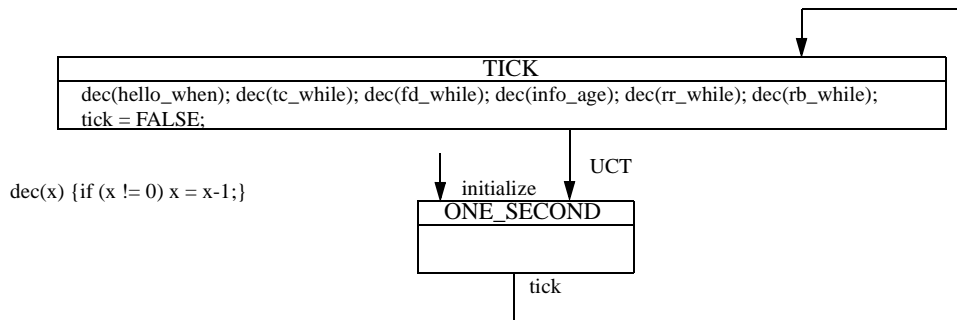 TICK
dec(hello_when); dec(tc_while); dec(fd_while); dec(info_age); dec(rr_while); dec(rb_while);
tick = FALSE;
UCT
dec(x) {if (x != 0) x = x-1;}
initialize
ONE_SECOND
tick